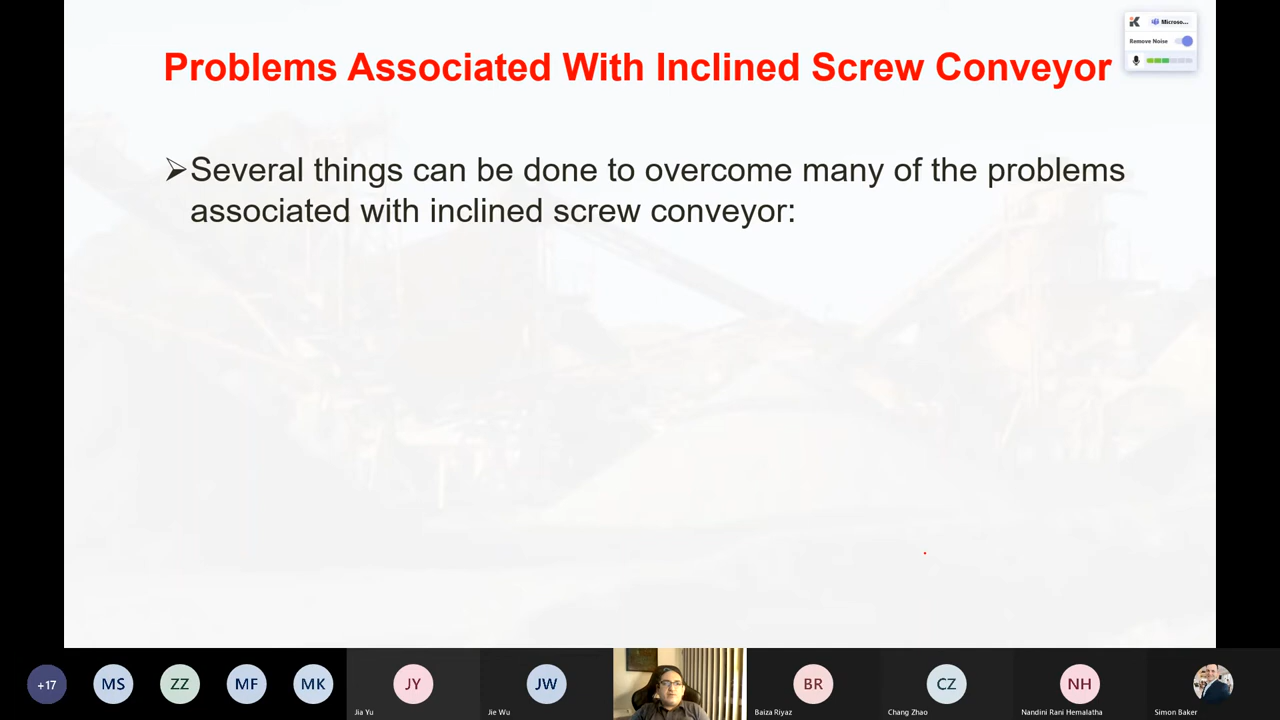 Problems Associated With Inclined Screw Conveyor
Microso...
Remove Noise
➢Several things can be done to overcome many of the problems
associated with inclined screw conveyor:
+17
MS
ZZ
MF
MK
JY
JW
BR
CZ
NH
Jia Yu
Jie Wu
Baiza Riyaz
Chang Zhao
Nandini Rani Hemalatha
Simon Baker